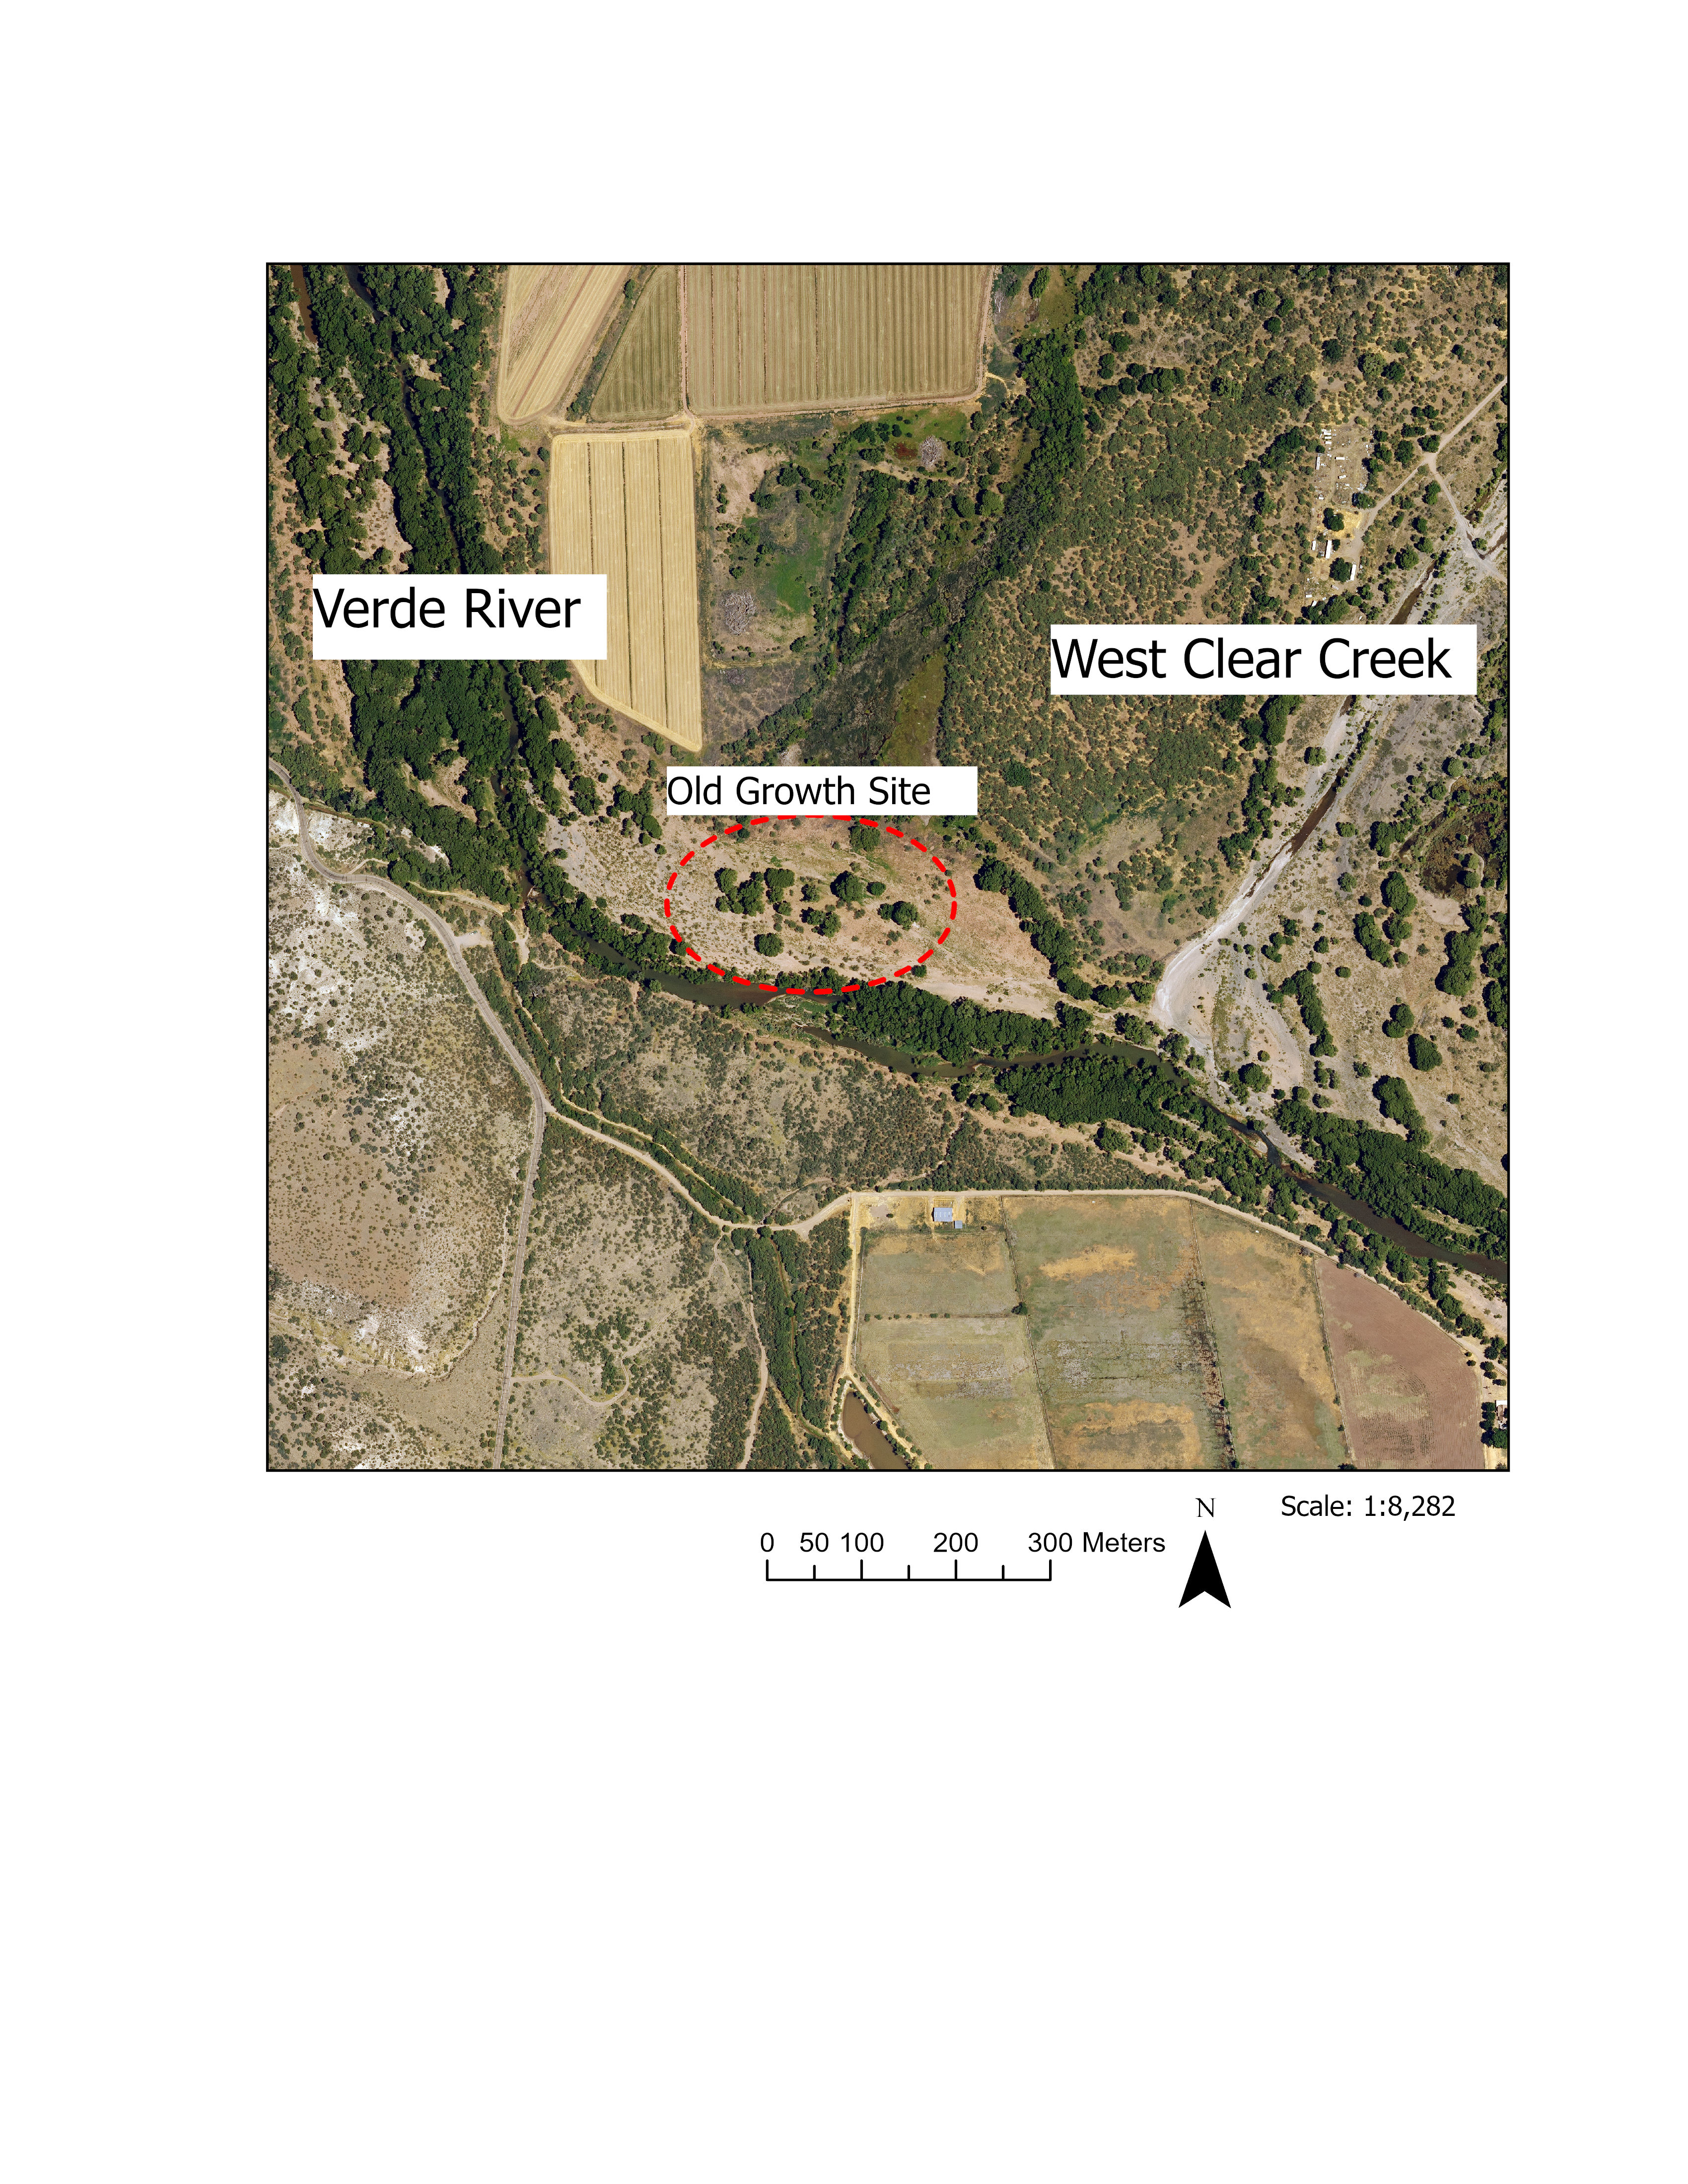 Verde River
West Clear Creek
Old Growth Site
N
Scale: 1:8,282
0 50 100 200 300 Meters